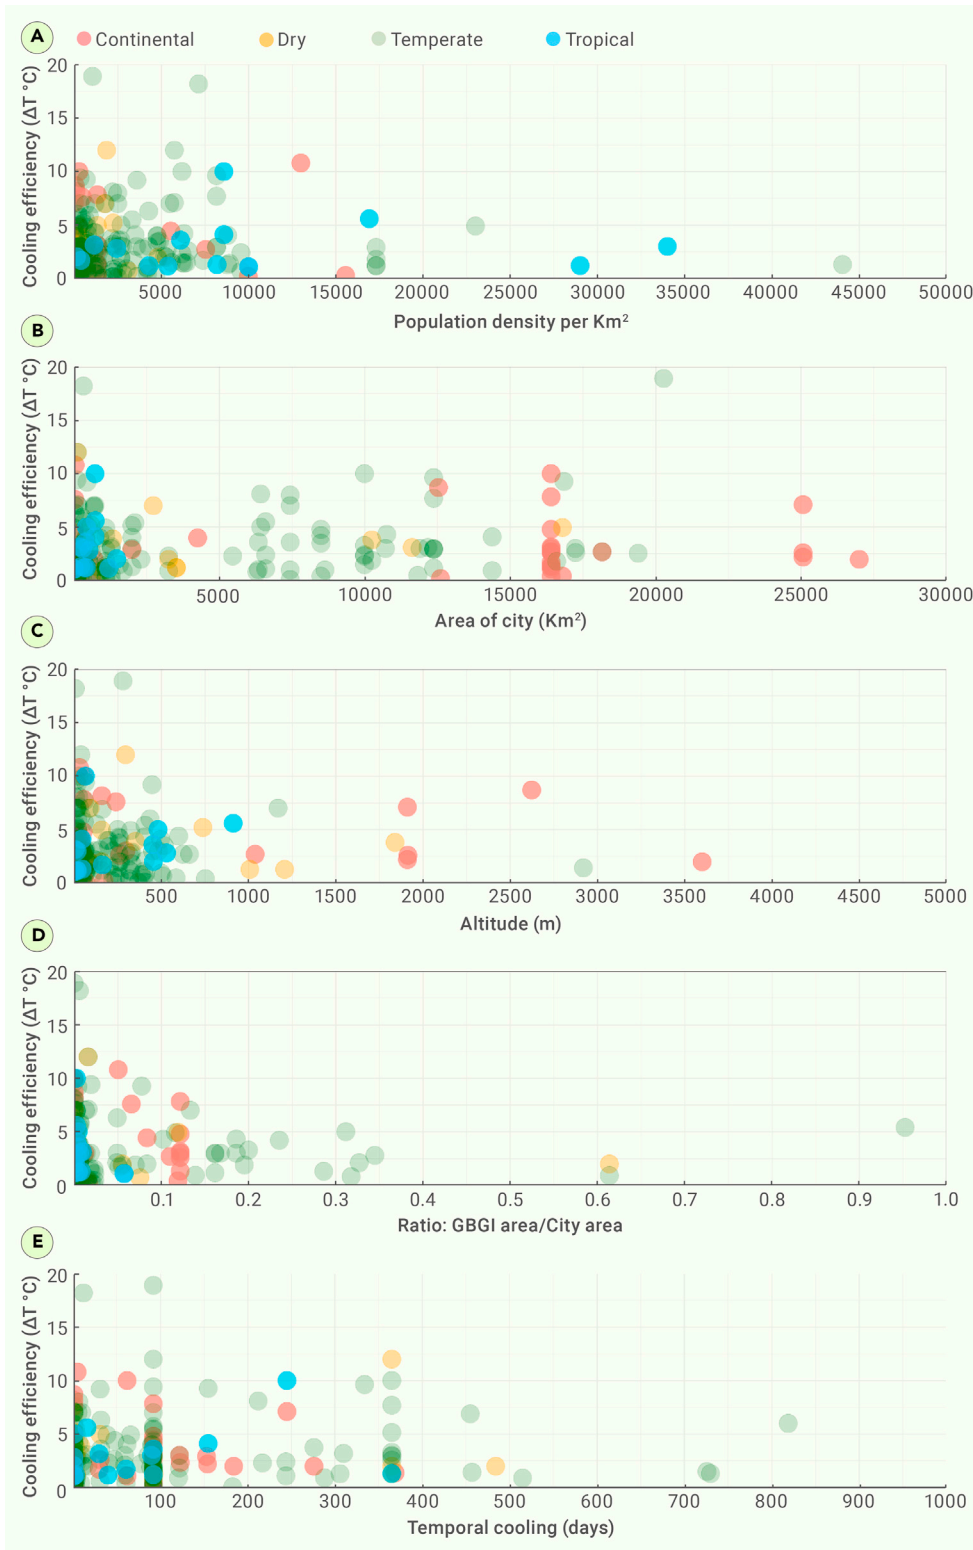 A Continental Dry Temperate Tropical
Cooling efficiency (ΔT °C)
20
15
10
5
0
5000 10000 15000 20000 25000 30000 35000 40000 45000 50000
Population density per Km²
B
Cooling efficiency (ΔT °C)
20
15
10
5
0
5000 10000 15000 20000 25000 30000
Area of city (Km²)
C
Cooling efficiency (ΔT °C)
20
15
10
5
0
500 1000 1500 2000 2500 3000 3500 4000 4500 5000
Altitude (m)
D
Cooling efficiency (ΔT °C)
20
15
10
5
0
0.1 0.2 0.3 0.4 0.5 0.6 0.7 0.8 0.9 1.0
Ratio: GBGI area/City area
E
Cooling efficiency (ΔT °C)
20
15
10
5
0
100 200 300 400 500 600 700 800 900 1000
Temporal cooling (days)